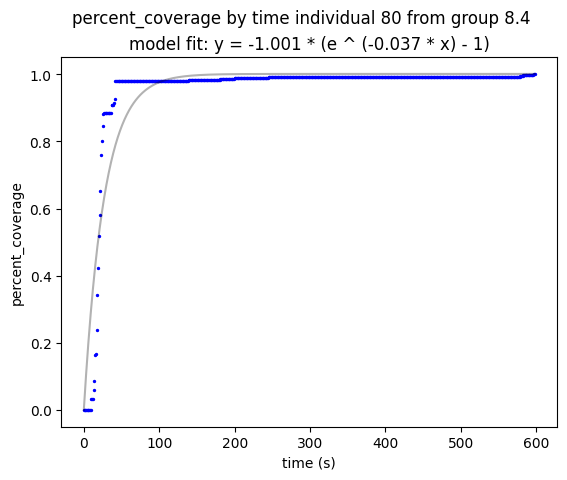 percent_coverage by time individual 80 from group 8.4
model fit: y = -1.001 * (e ^ (-0.037 * x) - 1)
1.0
0.8
0.6
0.4
0.2
0.0
percent_coverage
0 100 200 300 400 500 600
time (s)